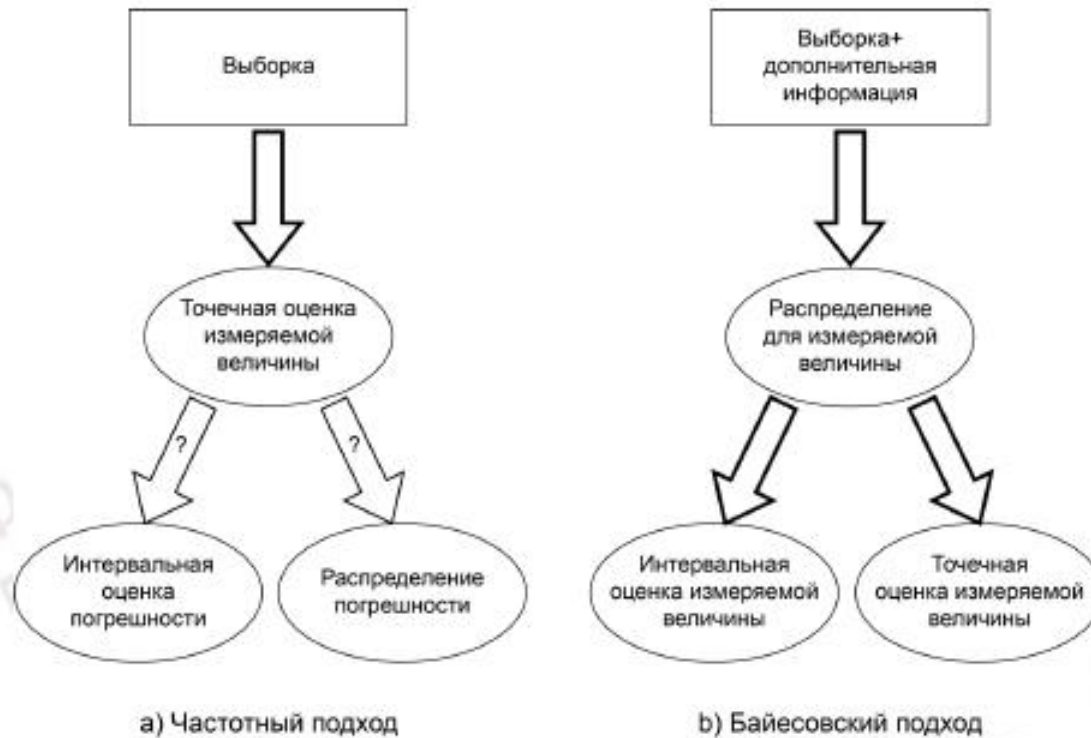 Выборка
Точечная оценка
измеряемой
величины
?
?
Интервальная
оценка
погрешности
Распределение
погрешности
a) Частотный подход
Выборка+
дополнительная
информация
Распределение
для измеряемой
величины
Интервальная
оценка измеряемой
величины
Точечная
оценка измеряемой
величины
b) Байесовский подход